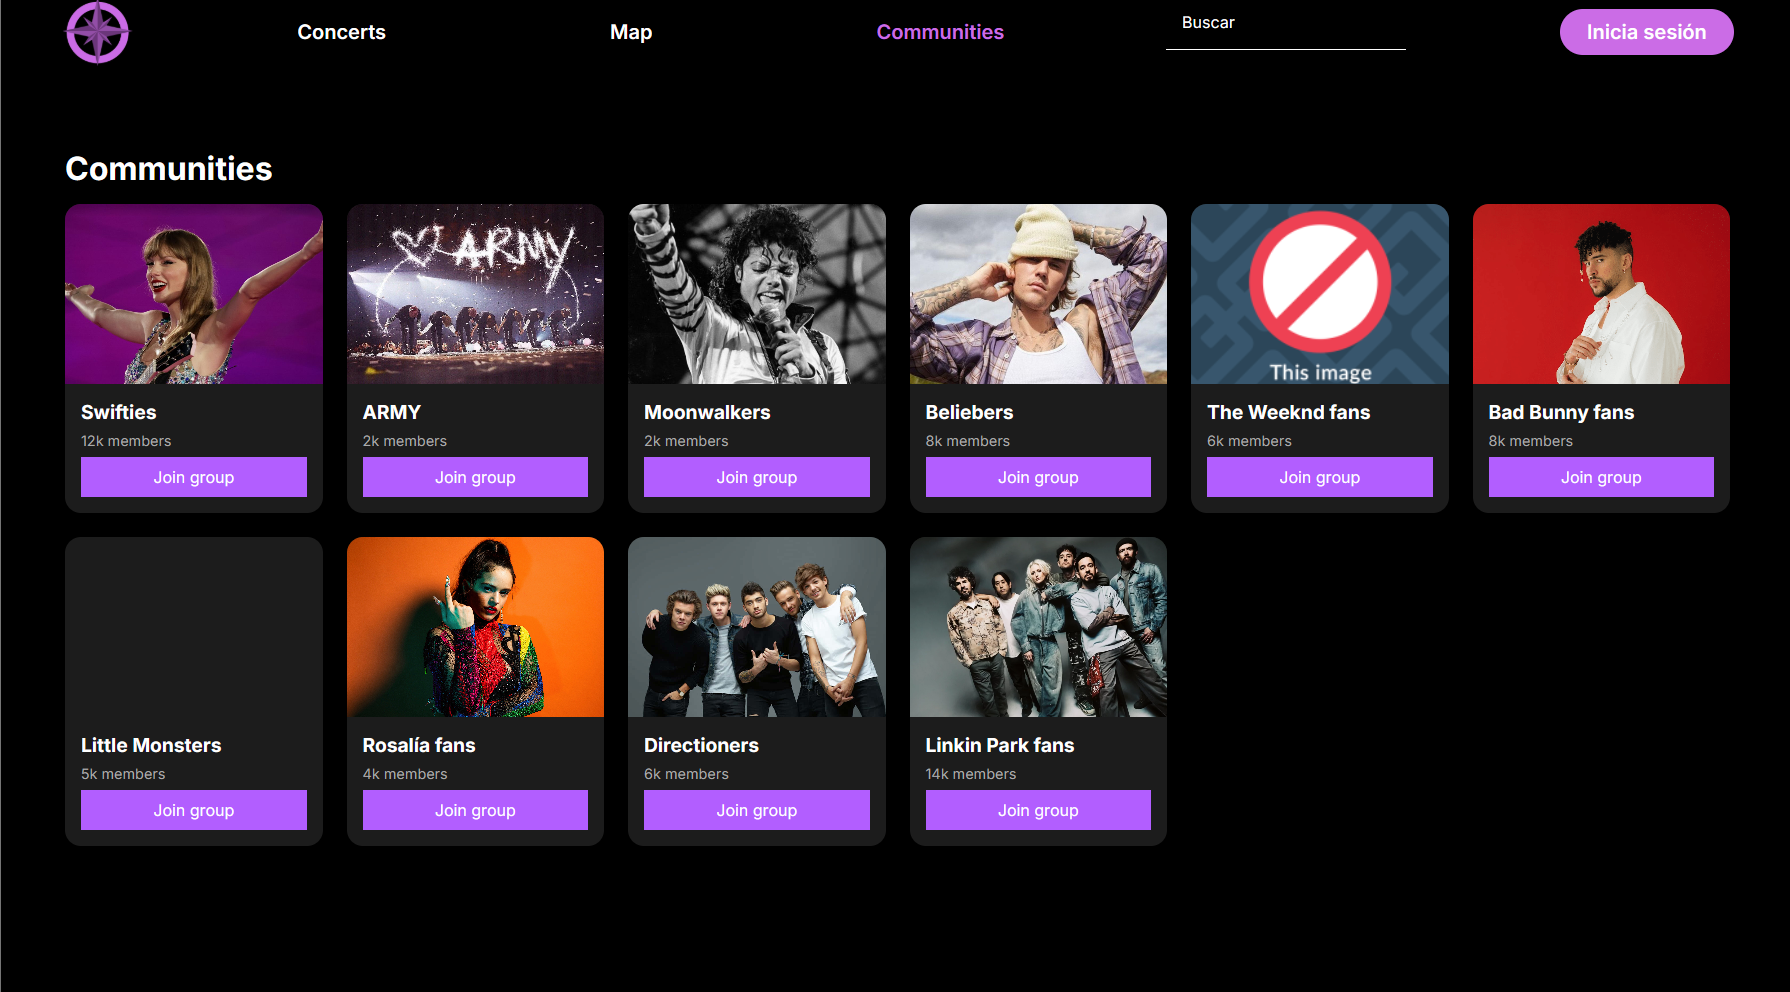 Concerts
Map
Communities
Buscar
Inicia sesión
Communities
ARMY
This image
Swifties
12k members
Join group
ARMY
2k members
Join group
Moonwalkers
2k members
Join group
Beliebers
8k members
Join group
The Weeknd fans
6k members
Join group
Bad Bunny fans
8k members
Join group
Little Monsters
5k members
Join group
Rosalía fans
4k members
Join group
Directioners
6k members
Join group
Linkin Park fans
14k members
Join group